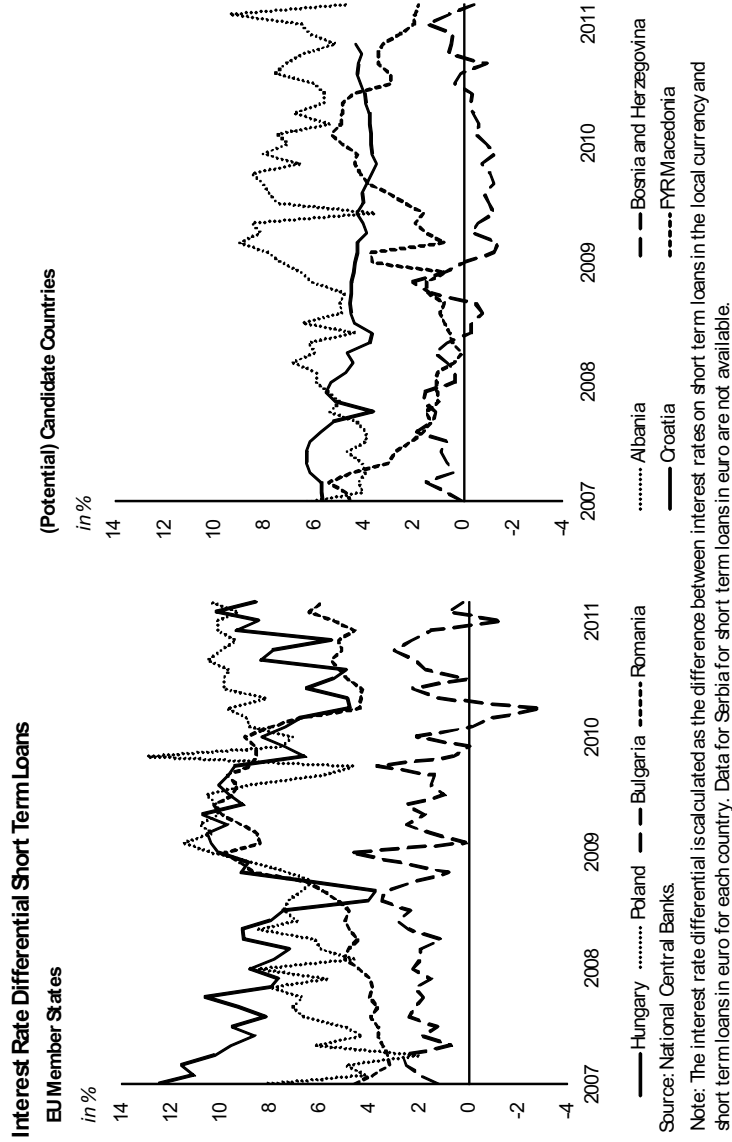 Interest Rate Differential Short Term Loans
EU Member States
in %
14
12
10
8
6
4
2
0
-2
-4
2007
2008
2009
2010
2011
Hungary
Poland
Bulgaria
Romania
(Potential) Candidate Countries
in %
14
12
10
8
6
4
2
0
-2
-4
2007
2008
2009
2010
2011
Albania
Bosnia and Herzegovina
Croatia
FYR Macedonia
Source: National Central Banks.
Note: The interest rate differential is calculated as the difference between interest rates on short term loans in the local currency and
short term loans in euro for each country. Data for Serbia for short term loans in euro are not available.